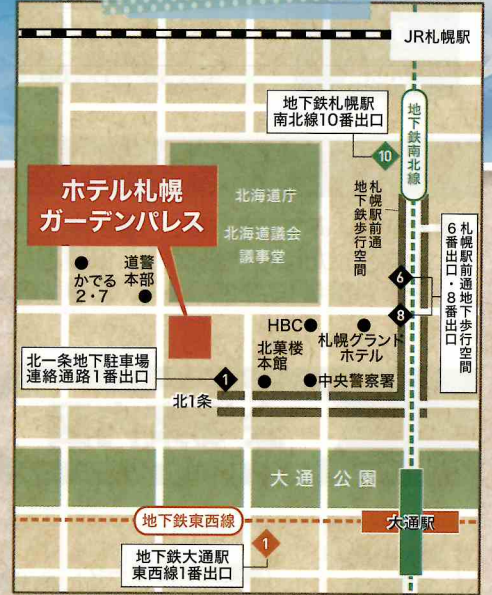 JR札幌駅
地下鉄札幌駅
南北線10番出口
10
地下鉄南北線
ホテル札幌
ガーデンパレス
北海道庁
北海道議会
議事堂
札幌駅前通
地下鉄歩行空間
札幌駅前通地下歩行空間
6番出口・8番出口
6
8
かでる
2・7
道警
本部
HBC
札幌グランド
ホテル
北菓楼
本館
中央警察署
北一条地下駐車場
連絡通路1番出口
1
北1条
大通公園
地下鉄東西線
大通駅
1
地下鉄大通駅
東西線1番出口